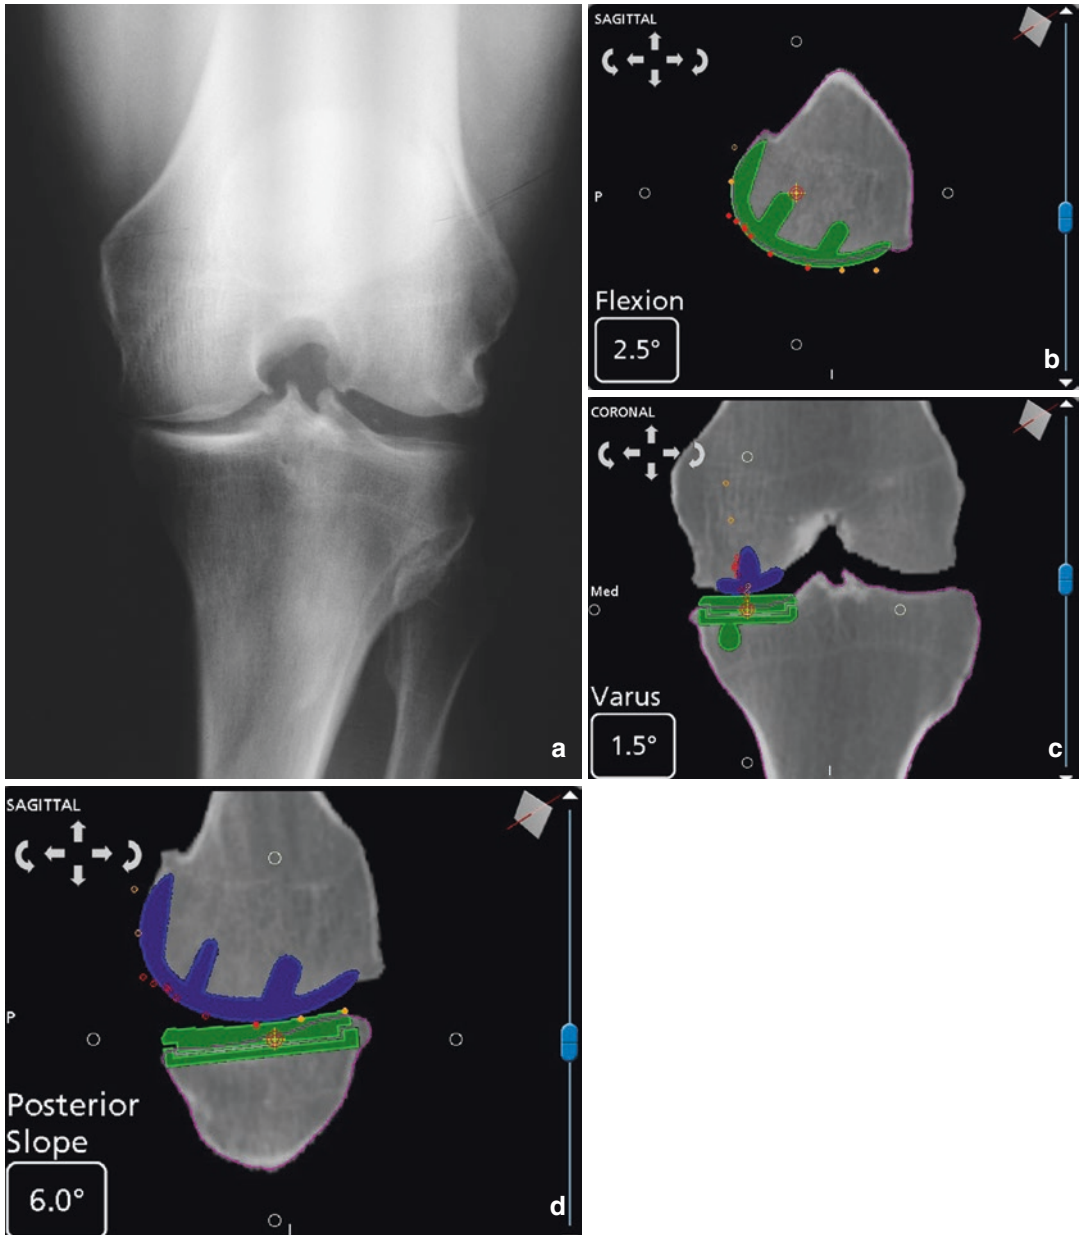 a
SAGITTAL
P
Flexion
2.5°
b
CORONAL
Med
Varus
1.5°
c
SAGITTAL
P
Posterior
Slope
6.0°
d